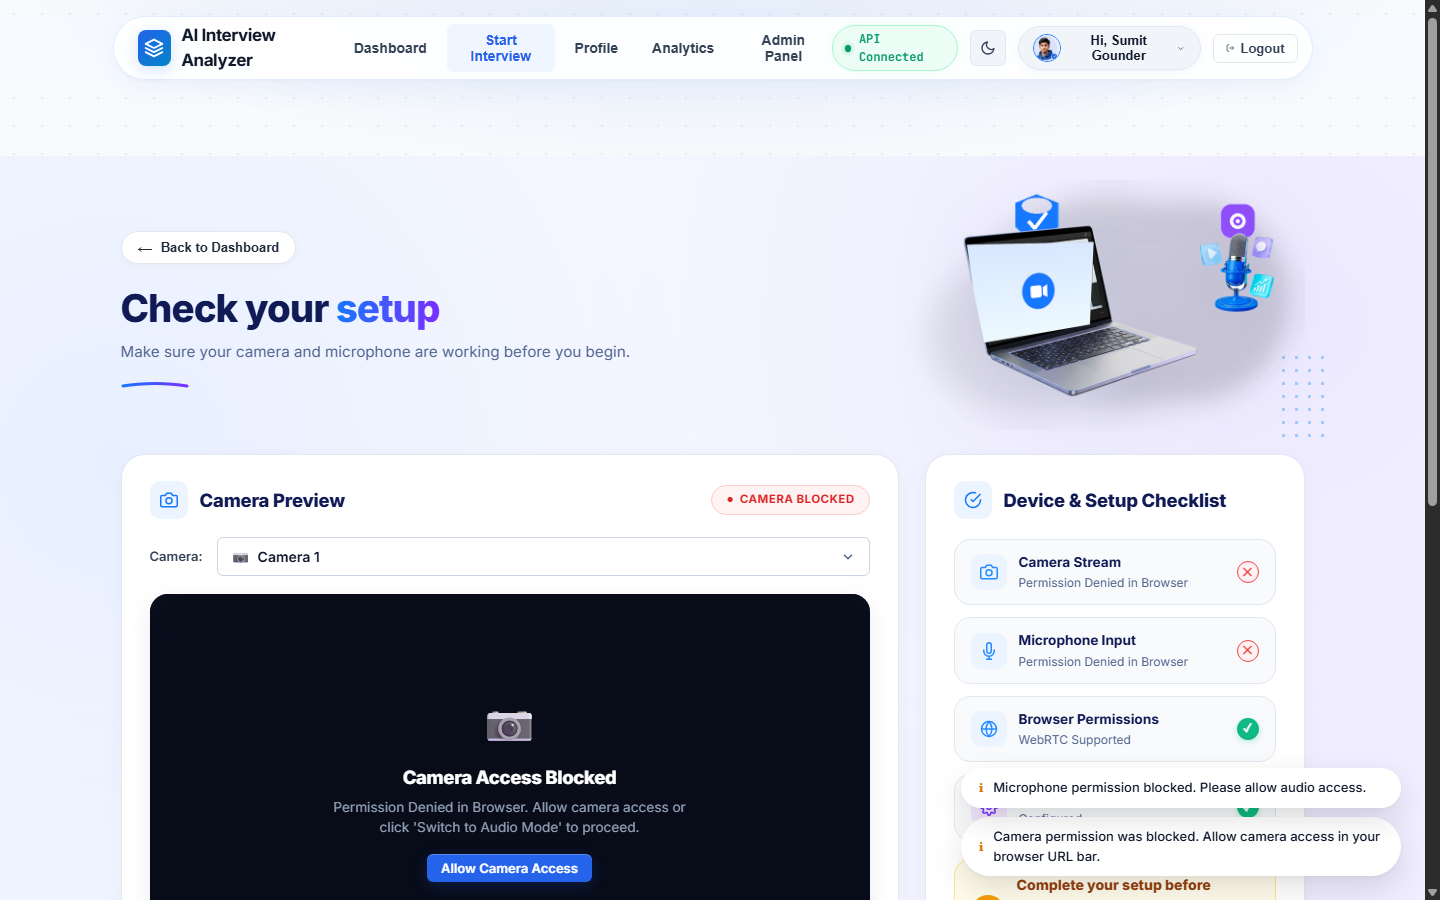 AI Interview
Analyzer
Dashboard
Start
Interview
Profile
Analytics
Admin
Panel
API
Connected
Hi, Sumit
Gounder
Logout
← Back to Dashboard
Check your setup
Make sure your camera and microphone are working before you begin.
Camera Preview
CAMERA BLOCKED
Camera:
Camera 1
Camera Access Blocked
Permission Denied in Browser. Allow camera access or
click 'Switch to Audio Mode' to proceed.
Allow Camera Access
Device & Setup Checklist
Camera Stream
Permission Denied in Browser
Microphone Input
Permission Denied in Browser
Browser Permissions
WebRTC Supported
Microphone permission blocked. Please allow audio access.
Camera permission was blocked. Allow camera access in your
browser URL bar.
Complete your setup before